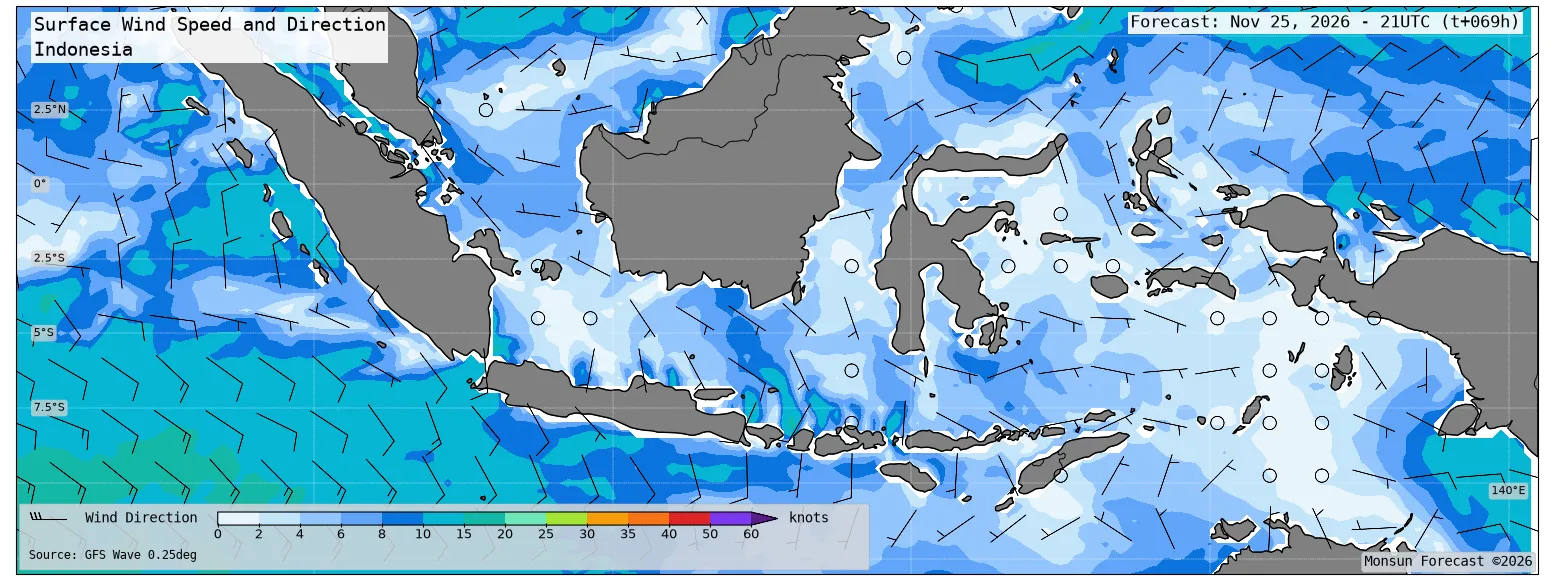 Surface Wind Speed and Direction
Indonesia
Forecast: Nov 25, 2026 - 21UTC (t+069h)
2.5°N
0°
2.5°S
5°S
7.5°S
140°E
Wind Direction
0 2 4 6 8 10 15 20 25 30 35 40 50 60
knots
Source: GFS Wave 0.25deg
Monsun Forecast ©2026